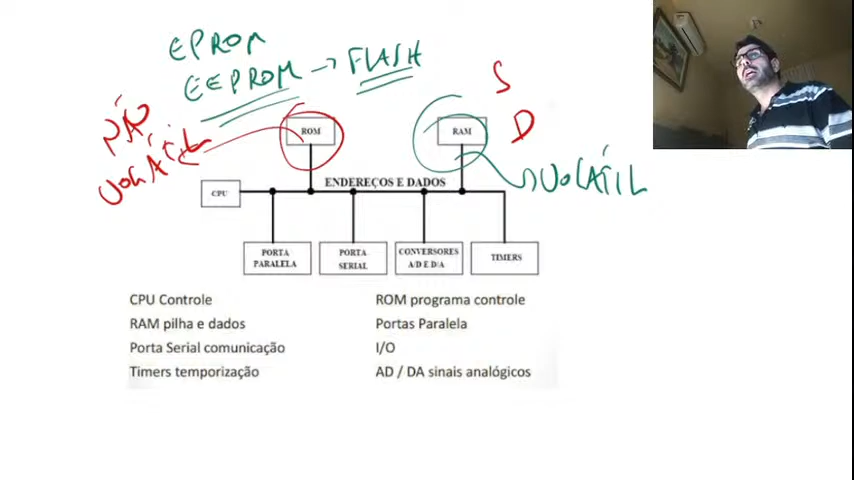 EPROM
EEPROM → FLASH
S
NÃO
VOLÁTIL
ROM
RAM
D
ENDEREÇOS E DADOS
VOLÁTIL
CPU
PORTA
PARALELA
PORTA
SERIAL
CONVERSORES
A/D E D/A
TIMERS
CPU Controle
ROM programa controle
RAM pilha e dados
Portas Paralela
Porta Serial comunicação
I/O
Timers temporização
AD / DA sinais analógicos